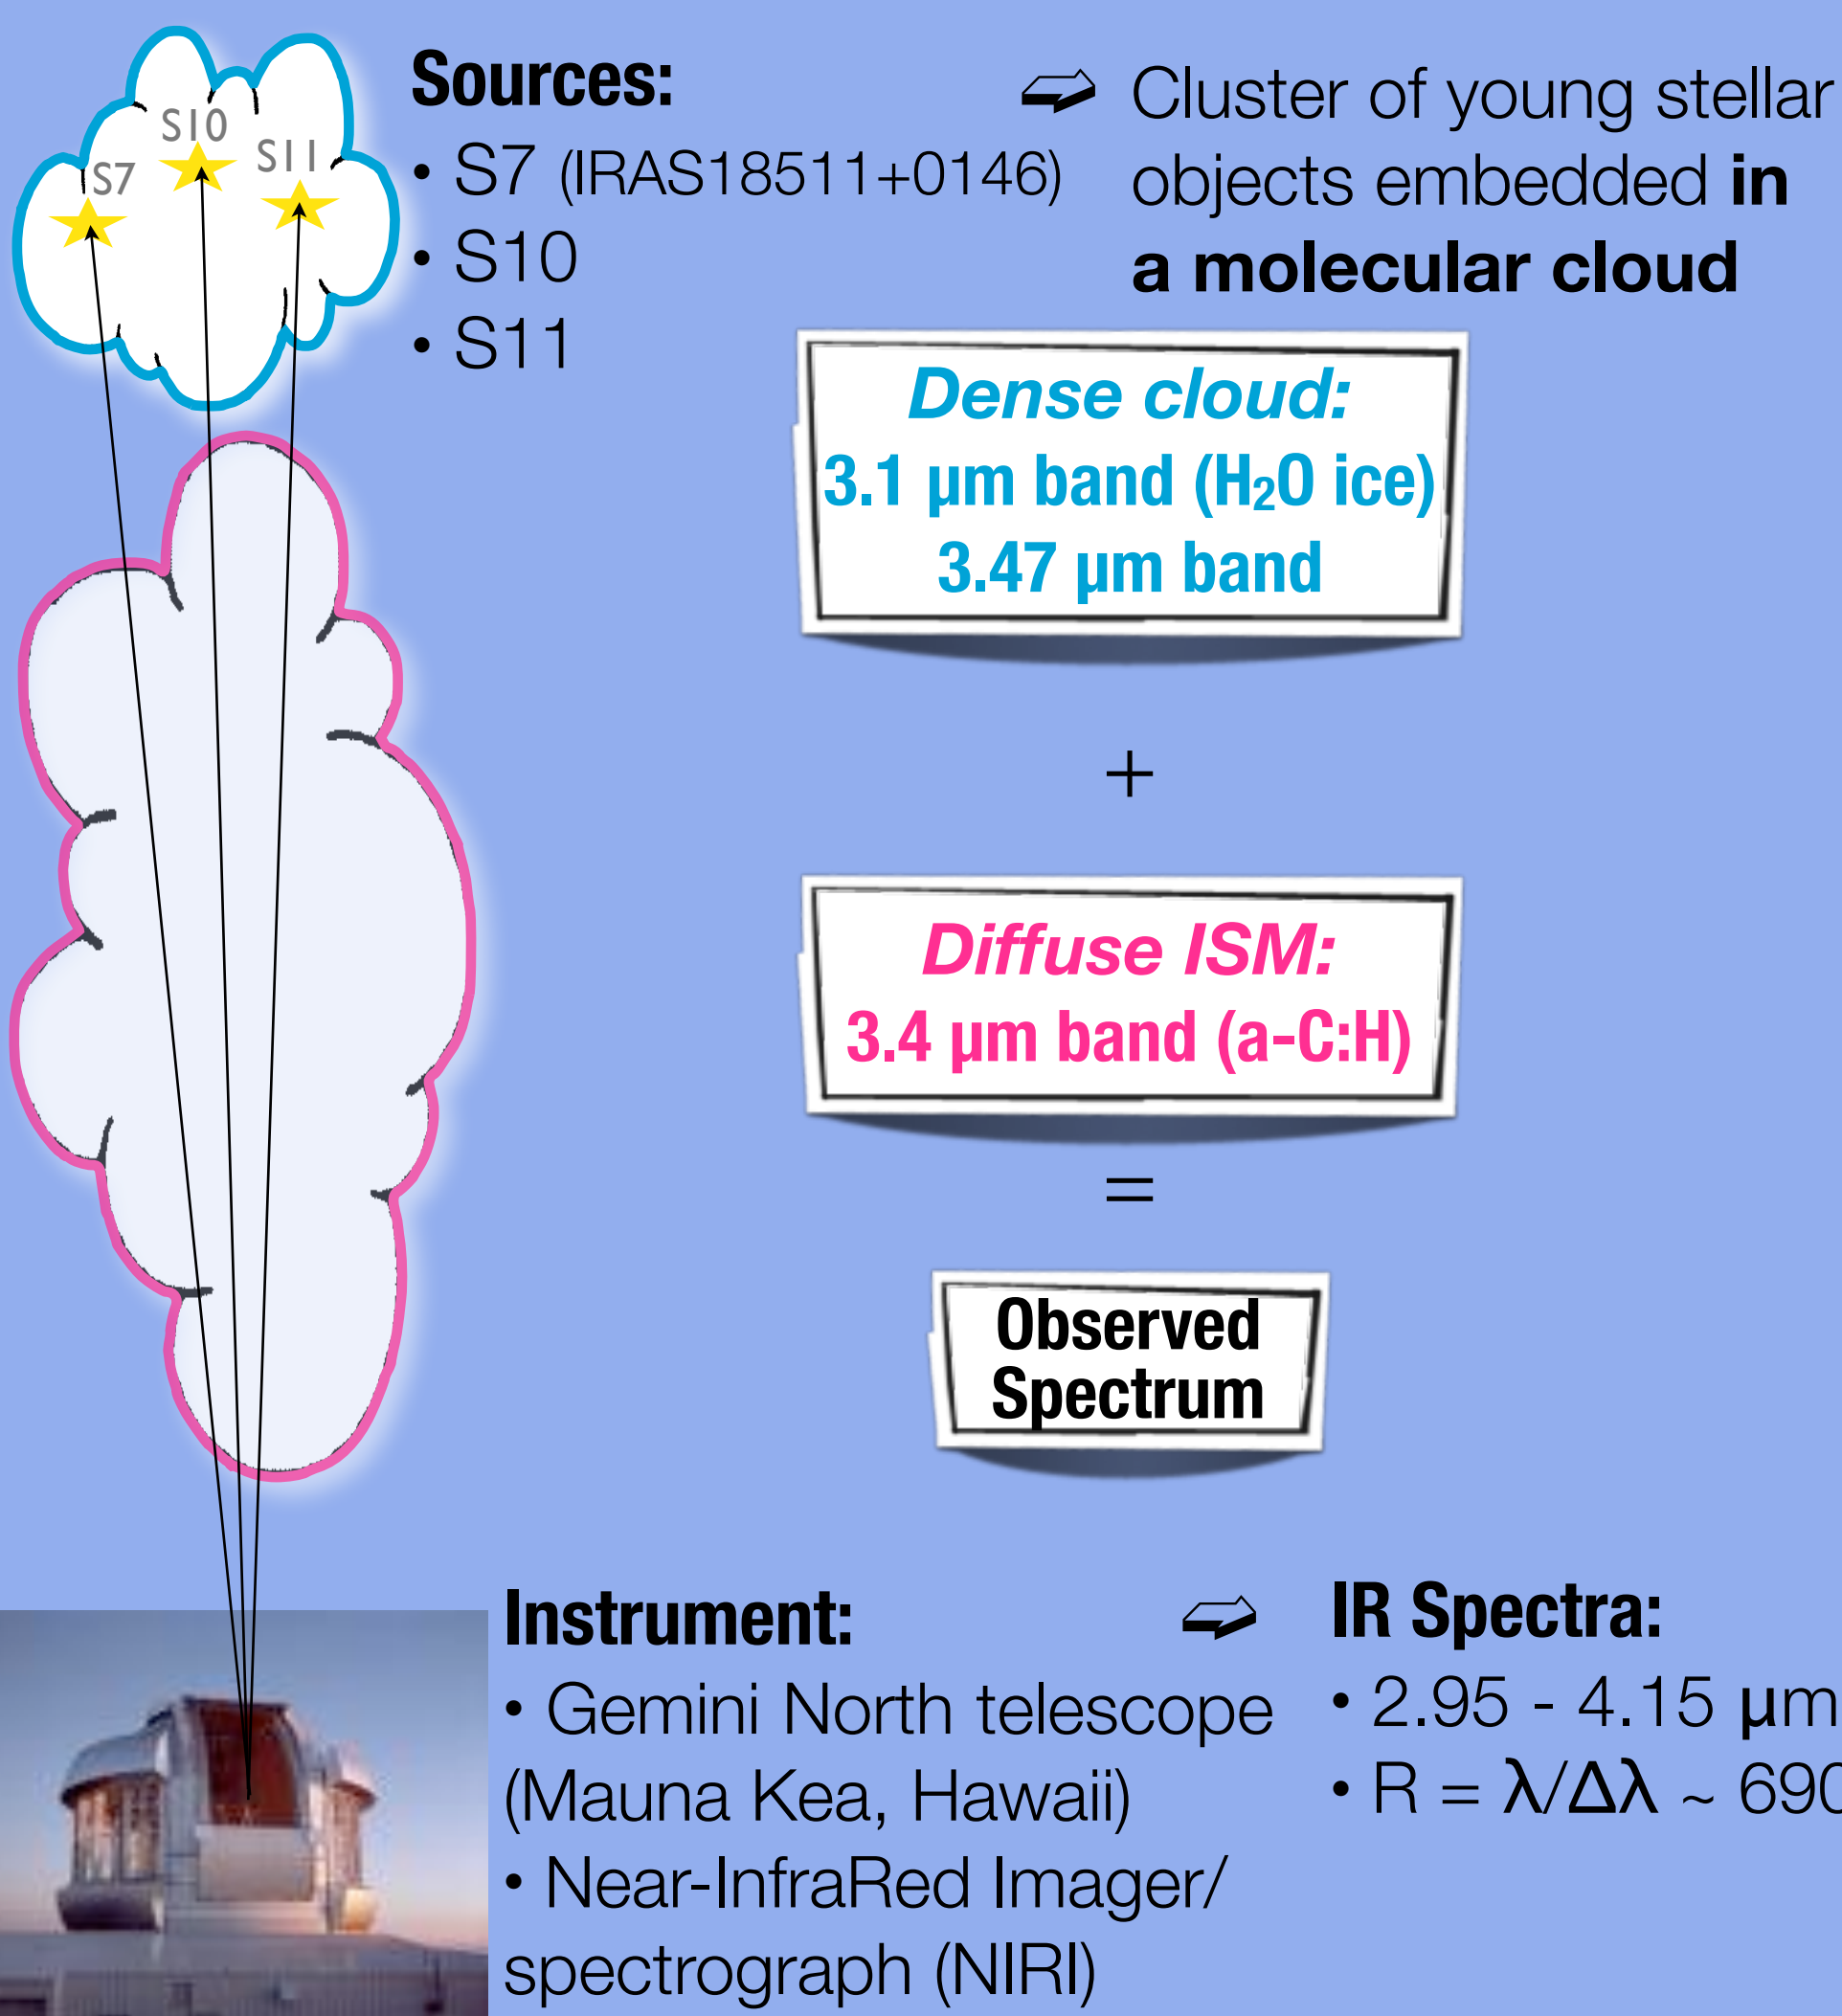 S10
S11
S7
Sources:
• S7 (IRAS18511+0146)
• S10
• S11
➫ Cluster of young stellar
objects embedded in
a molecular cloud
Dense cloud:
3.1 µm band (H₂O ice)
3.47 µm band
+
Diffuse ISM:
3.4 µm band (a-C:H)
=
Observed
Spectrum
Instrument:
• Gemini North telescope
(Mauna Kea, Hawaii)
• Near-InfraRed Imager/
spectrograph (NIRI)
➫ IR Spectra:
• 2.95 - 4.15 µm
• R = λ/Δλ ~ 690